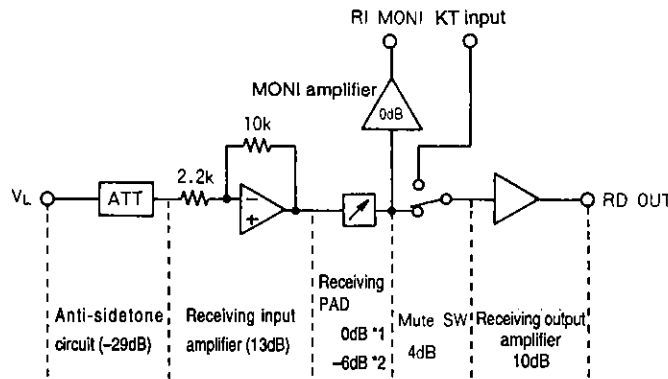 RI MONI KT input
MONI amplifier
0dB
10k
2.2k
VL
ATT
−
+
RD OUT
Anti-sidetone
circuit (−29dB)
Receiving input
amplifier (13dB)
Receiving
PAD
0dB *1
−6dB *2
Mute SW
4dB
Receiving output
amplifier
10dB